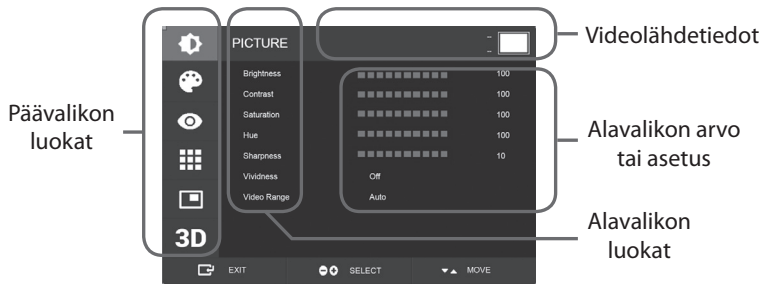 Videolähdetiedot
Päävalikon
luokat
PICTURE
Brightness 100
Contrast 100
Saturation 100
Hue 100
Sharpness 10
Vividness Off
Video Range Auto
3D
EXIT SELECT MOVE
Alavalikon arvo
tai asetus
Alavalikon
luokat